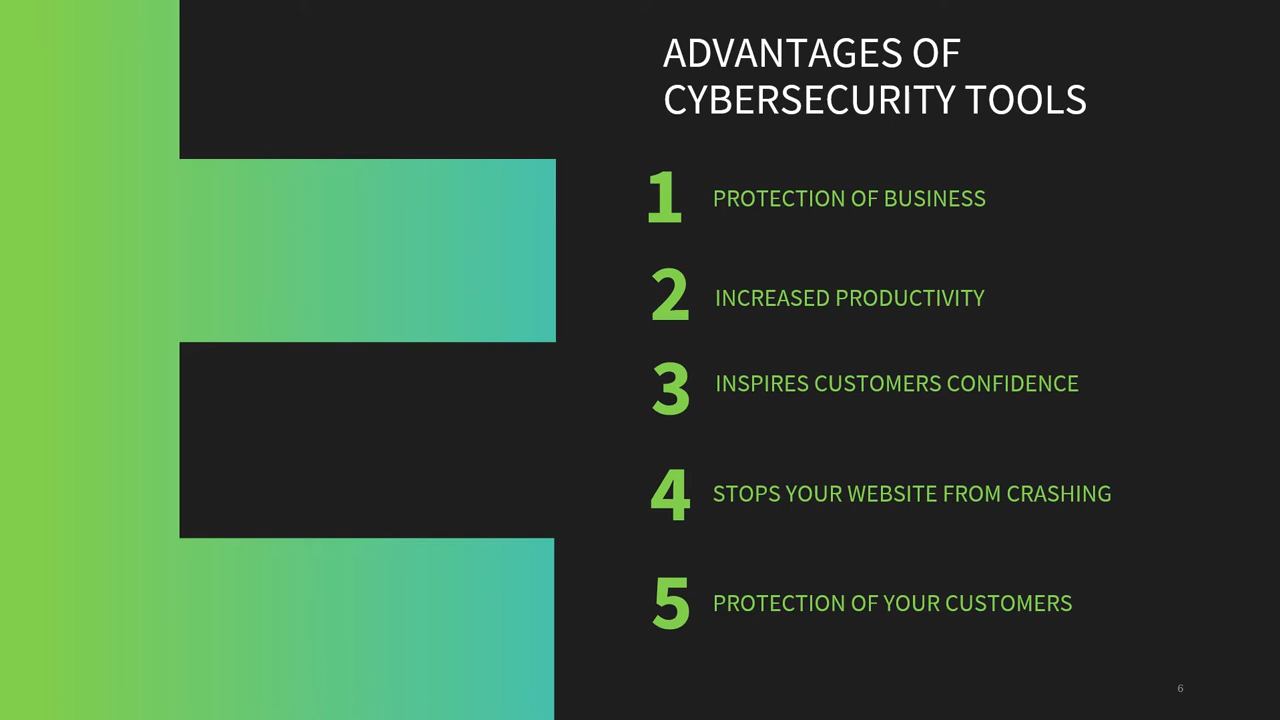 ADVANTAGES OF
CYBERSECURITY TOOLS
1 PROTECTION OF BUSINESS
2 INCREASED PRODUCTIVITY
3 INSPIRES CUSTOMERS CONFIDENCE
4 STOPS YOUR WEBSITE FROM CRASHING
5 PROTECTION OF YOUR CUSTOMERS
6